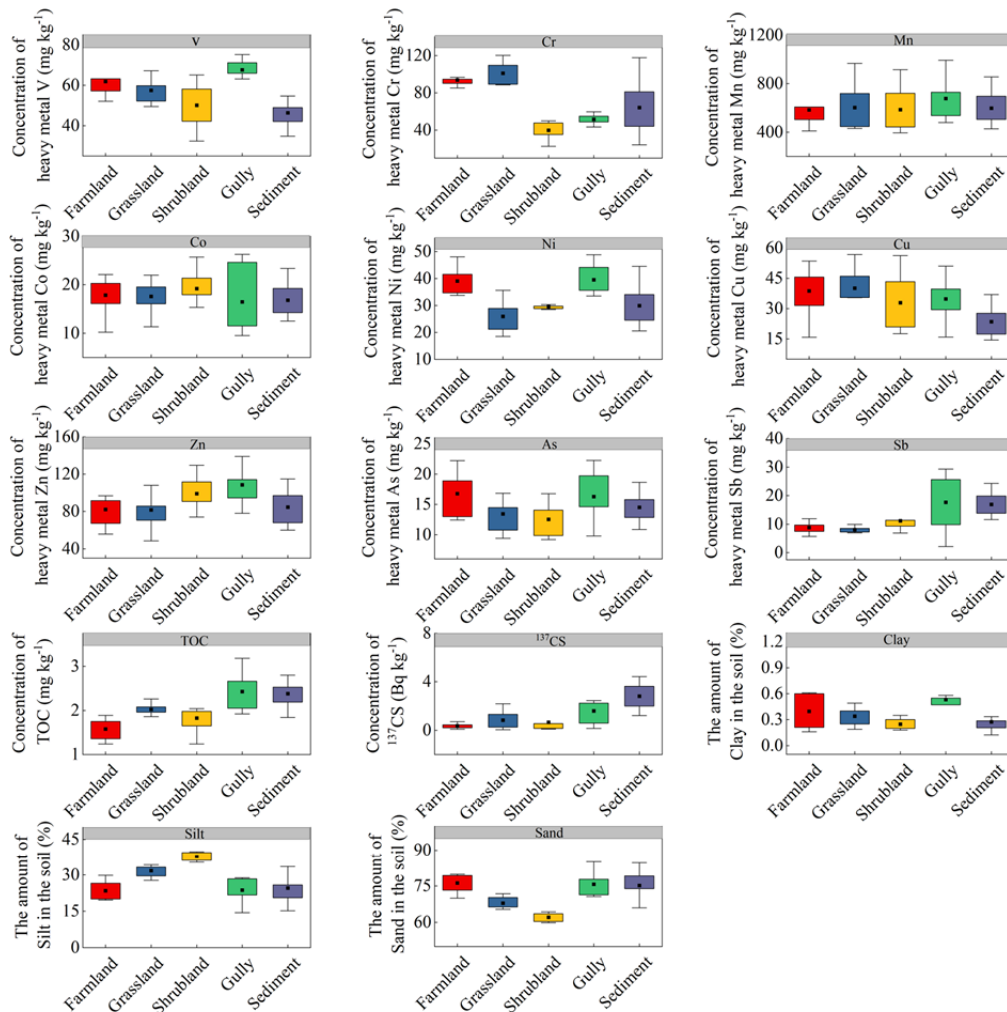 Concentration of
heavy metal V (mg kg⁻¹)
V
80
60
40
Farmland
Grassland
Shrubland
Gully
Sediment
Concentration of
heavy metal Cr (mg kg⁻¹)
Cr
120
80
40
0
Farmland
Grassland
Shrubland
Gully
Sediment
Concentration of
heavy metal Mn (mg kg⁻¹)
Mn
1200
800
400
Farmland
Grassland
Shrubland
Gully
Sediment
Concentration of
heavy metal Co (mg kg⁻¹)
Co
30
20
10
Farmland
Grassland
Shrubland
Gully
Sediment
Concentration of
heavy metal Ni (mg kg⁻¹)
Ni
50
40
30
20
10
Farmland
Grassland
Shrubland
Gully
Sediment
Concentration of
heavy metal Cu (mg kg⁻¹)
Cu
60
45
30
15
Farmland
Grassland
Shrubland
Gully
Sediment
Concentration of
heavy metal Zn (mg kg⁻¹)
Zn
160
120
80
40
Farmland
Grassland
Shrubland
Gully
Sediment
Concentration of
heavy metal As (mg kg⁻¹)
As
25
20
15
10
Farmland
Grassland
Shrubland
Gully
Sediment
Concentration of
heavy metal Sb (mg kg⁻¹)
Sb
40
30
20
10
0
Farmland
Grassland
Shrubland
Gully
Sediment
Concentration of
TOC (mg kg⁻¹)
TOC
3
2
1
Farmland
Grassland
Shrubland
Gully
Sediment
Concentration of
¹³⁷CS (Bq kg⁻¹)
¹³⁷CS
8
4
0
Farmland
Grassland
Shrubland
Gully
Sediment
The amount of
Clay in the soil (%)
Clay
1.2
0.9
0.6
0.3
0.0
Farmland
Grassland
Shrubland
Gully
Sediment
The amount of
Silt in the soil (%)
Silt
45
30
15
0
Farmland
Grassland
Shrubland
Gully
Sediment
The amount of
Sand in the soil (%)
Sand
90
75
60
Farmland
Grassland
Shrubland
Gully
Sediment